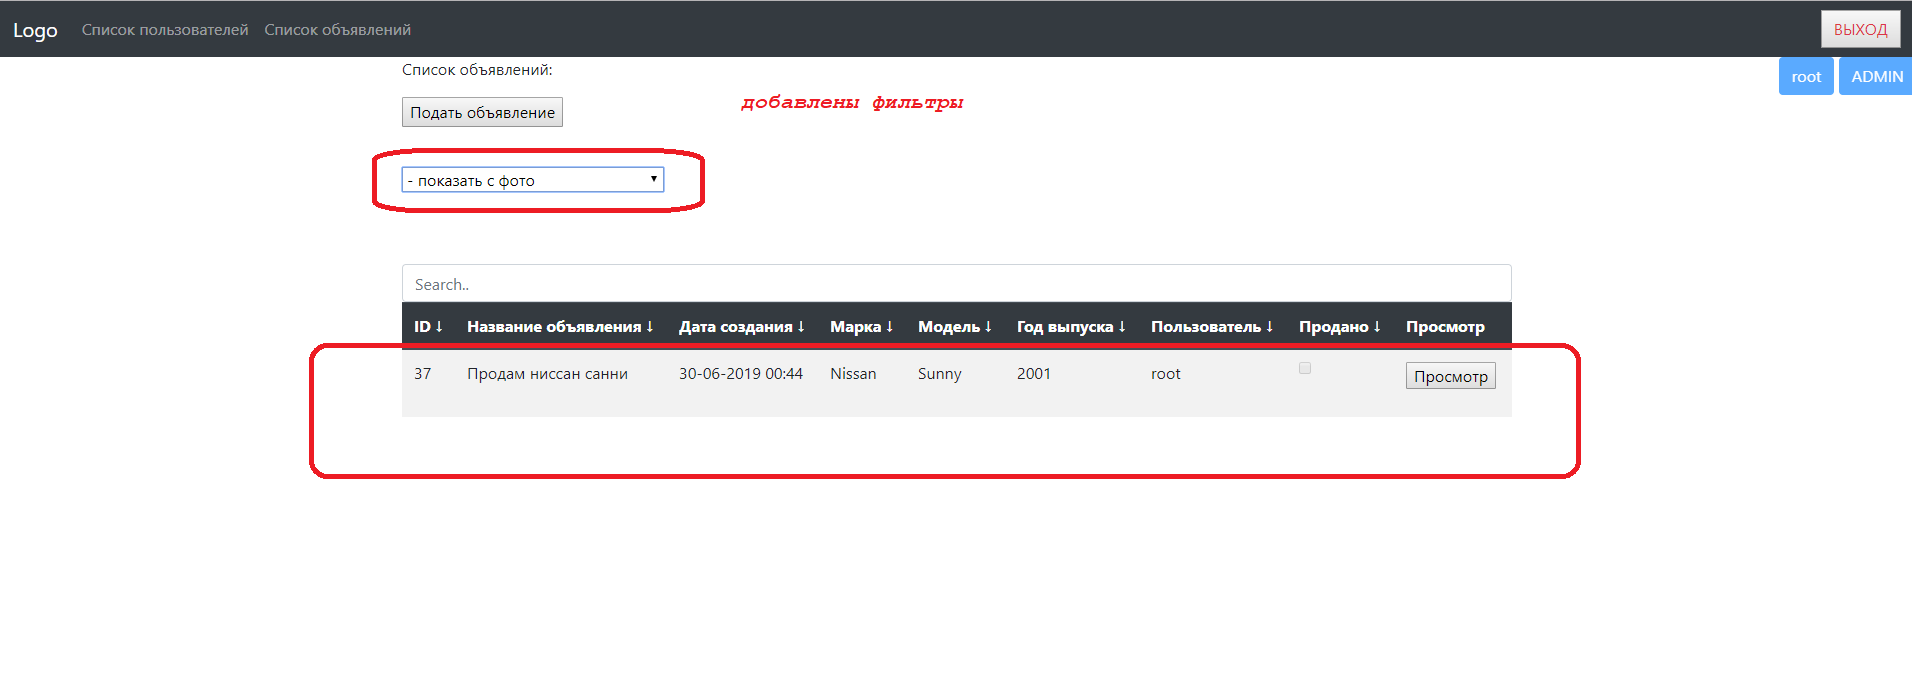 Logo Список пользователей Список объявлений ВЫХОД
root ADMIN
Список объявлений:
добавлены фильтры
Подать объявление
- показать с фото
Search..
ID ↓ Название объявления ↓ Дата создания ↓ Марка ↓ Модель ↓ Год выпуска ↓ Пользователь ↓ Продано ↓ Просмотр
37 Продам ниссан санни 30-06-2019 00:44 Nissan Sunny 2001 root Просмотр